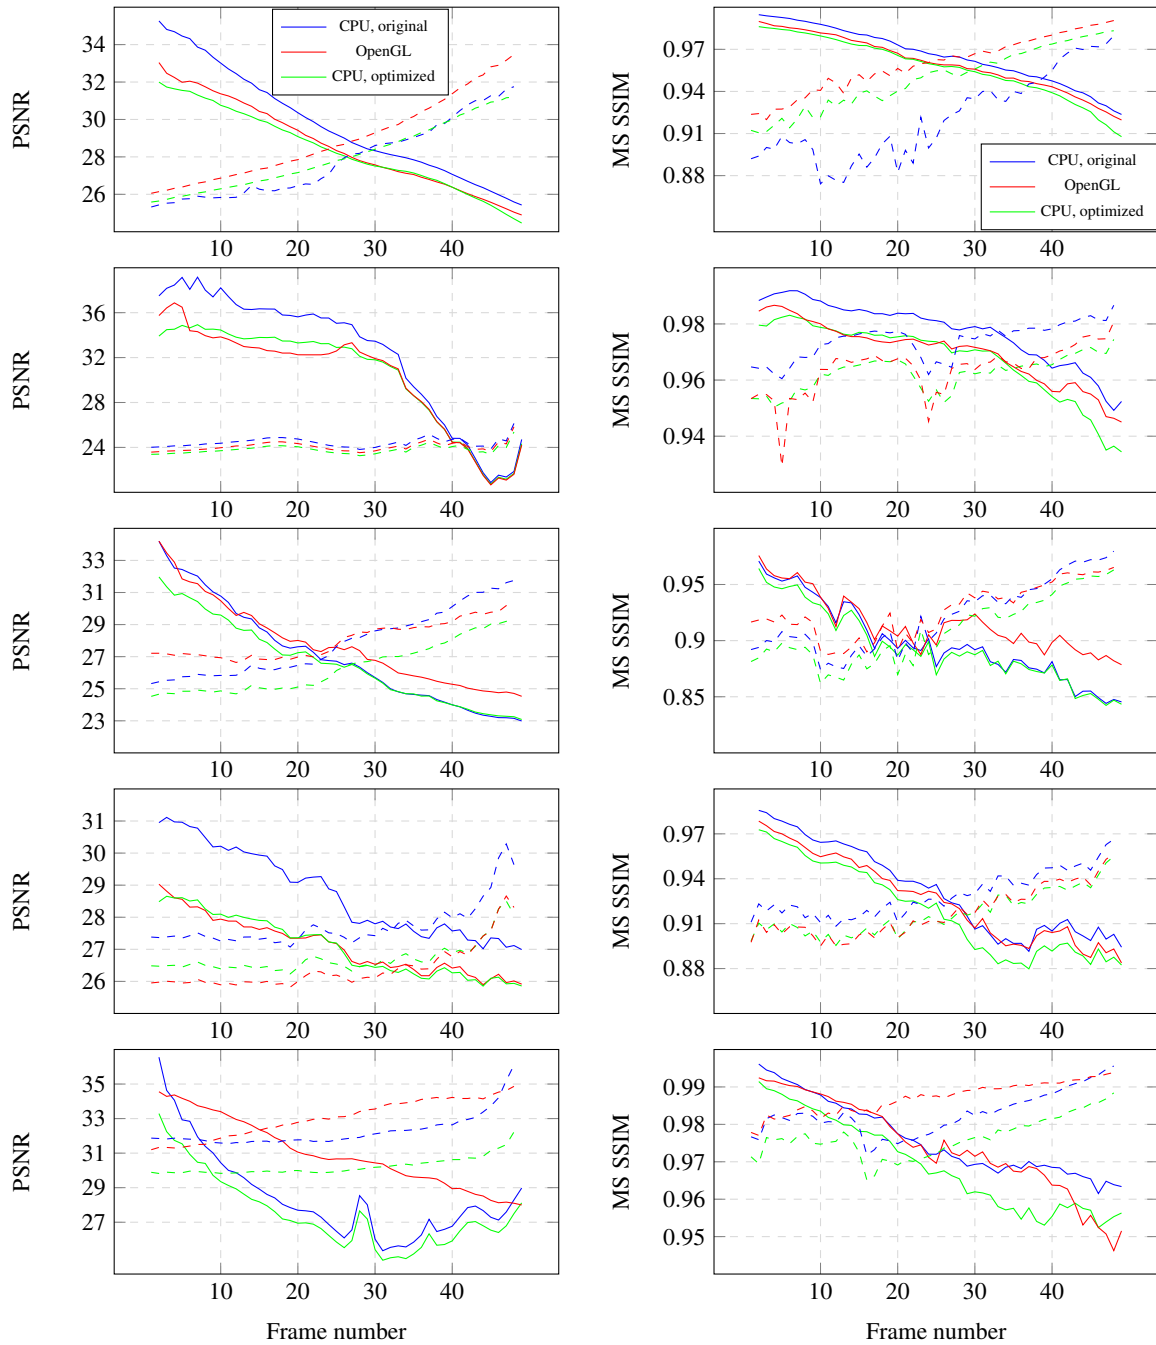 PSNR
34
32
30
28
26
10 20 30 40
CPU, original
OpenGL
CPU, optimized
MS SSIM
0.97
0.94
0.91
0.88
10 20 30 40
CPU, original
OpenGL
CPU, optimized
PSNR
36
32
28
24
10 20 30 40
MS SSIM
0.98
0.96
0.94
10 20 30 40
PSNR
33
31
29
27
25
23
10 20 30 40
MS SSIM
0.95
0.9
0.85
10 20 30 40
PSNR
31
30
29
28
27
26
10 20 30 40
MS SSIM
0.97
0.94
0.91
0.88
10 20 30 40
PSNR
35
33
31
29
27
10 20 30 40
Frame number
MS SSIM
0.99
0.98
0.97
0.96
0.95
10 20 30 40
Frame number